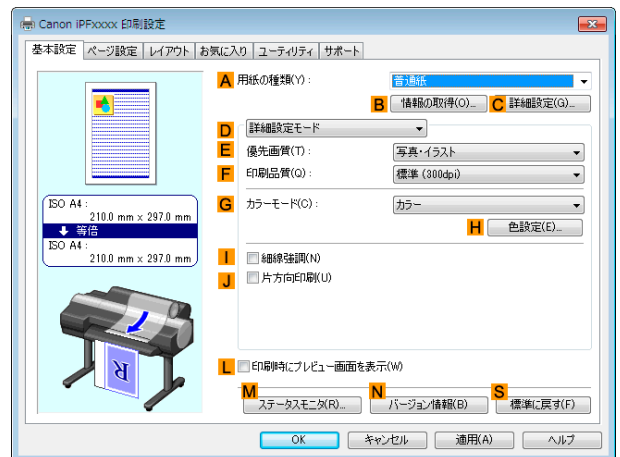 Canon iPFxxxx 印刷設定
基本設定 ページ設定 レイアウト お気に入り ユーティリティ サポート
A 用紙の種類(Y): 普通紙
B 情報の取得(O)... C 詳細設定(G)...
D 詳細設定モード
E 優先画質(T): 写真・イラスト
F 印刷品質(Q): 標準 (300dpi)
ISO A4 :
210.0 mm x 297.0 mm
等倍
ISO A4 :
210.0 mm x 297.0 mm
G カラーモード(C): カラー
H 色設定(E)...
I 細線強調(N)
J 片方向印刷(U)
R
L 印刷時にプレビュー画面を表示(W)
M ステータスモニタ(R)... N バージョン情報(B) S 標準に戻す(F)
OK キャンセル 適用(A) ヘルプ